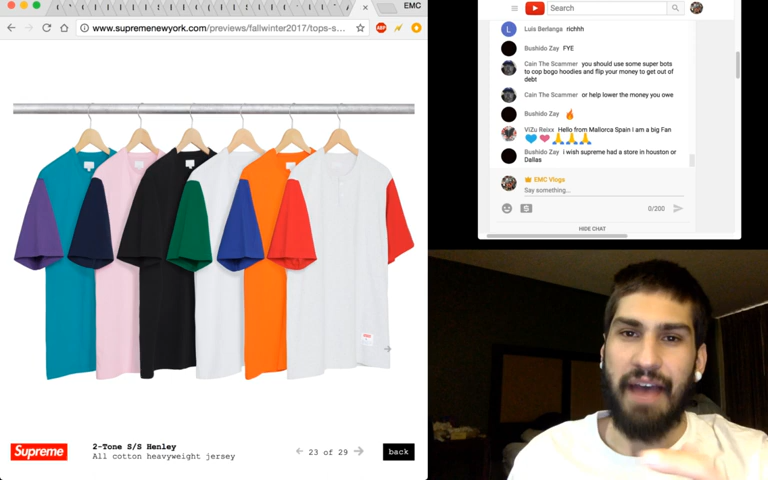 EMC
www.supremenewyork.com/previews/fallwinter2017/tops-s...
ABP
Supreme
2-Tone S/S Henley
All cotton heavyweight jersey
23 of 29
back
Search
L
Luis Berlanga richhh
Bushido Zay FYE
Cain The Scammer you should use some super bots
to cop bogo hoodies and flip your money to get out of
debt
Cain The Scammer or help lower the money you owe
Bushido Zay 🔥
ViZu Reixx Hello from Mallorca Spain I am a big Fan
Bushido Zay i wish supreme had a store in houston or
Dallas
EMC Vlogs
Say something...
0/200
HIDE CHAT